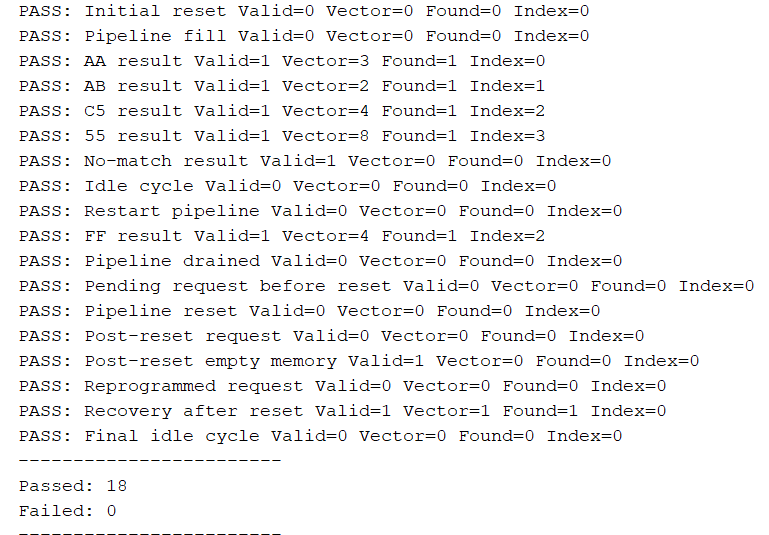 PASS: Initial reset Valid=0 Vector=0 Found=0 Index=0
PASS: Pipeline fill Valid=0 Vector=0 Found=0 Index=0
PASS: AA result Valid=1 Vector=3 Found=1 Index=0
PASS: AB result Valid=1 Vector=2 Found=1 Index=1
PASS: C5 result Valid=1 Vector=4 Found=1 Index=2
PASS: 55 result Valid=1 Vector=8 Found=1 Index=3
PASS: No-match result Valid=1 Vector=0 Found=0 Index=0
PASS: Idle cycle Valid=0 Vector=0 Found=0 Index=0
PASS: Restart pipeline Valid=0 Vector=0 Found=0 Index=0
PASS: FF result Valid=1 Vector=4 Found=1 Index=2
PASS: Pipeline drained Valid=0 Vector=0 Found=0 Index=0
PASS: Pending request before reset Valid=0 Vector=0 Found=0 Index=0
PASS: Pipeline reset Valid=0 Vector=0 Found=0 Index=0
PASS: Post-reset request Valid=0 Vector=0 Found=0 Index=0
PASS: Post-reset empty memory Valid=1 Vector=0 Found=0 Index=0
PASS: Reprogrammed request Valid=0 Vector=0 Found=0 Index=0
PASS: Recovery after reset Valid=1 Vector=1 Found=1 Index=0
PASS: Final idle cycle Valid=0 Vector=0 Found=0 Index=0
------------------------
Passed: 18
Failed: 0
------------------------